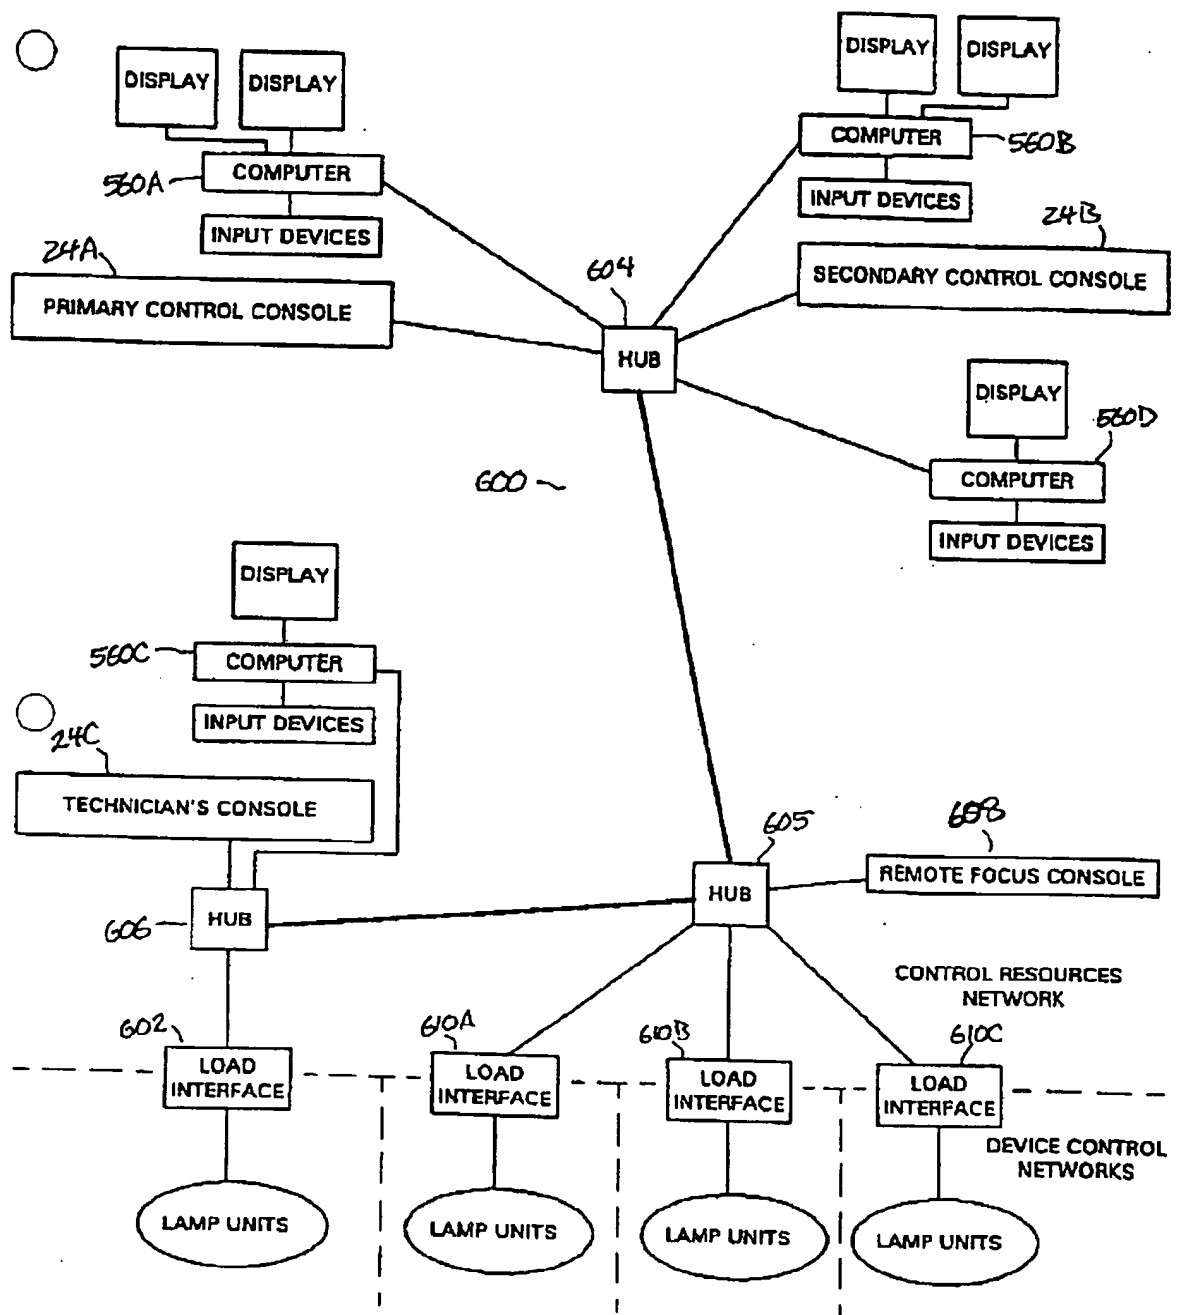 DISPLAY
DISPLAY
COMPUTER
560A
INPUT DEVICES
24A
PRIMARY CONTROL CONSOLE
DISPLAY
DISPLAY
COMPUTER
560B
INPUT DEVICES
24B
SECONDARY CONTROL CONSOLE
604
HUB
DISPLAY
560D
COMPUTER
INPUT DEVICES
600
DISPLAY
560C
COMPUTER
INPUT DEVICES
24C
TECHNICIAN'S CONSOLE
606
HUB
605
HUB
608
REMOTE FOCUS CONSOLE
CONTROL RESOURCES
NETWORK
602
LOAD
INTERFACE
610A
LOAD
INTERFACE
610B
LOAD
INTERFACE
610C
LOAD
INTERFACE
DEVICE CONTROL
NETWORKS
LAMP UNITS
LAMP UNITS
LAMP UNITS
LAMP UNITS